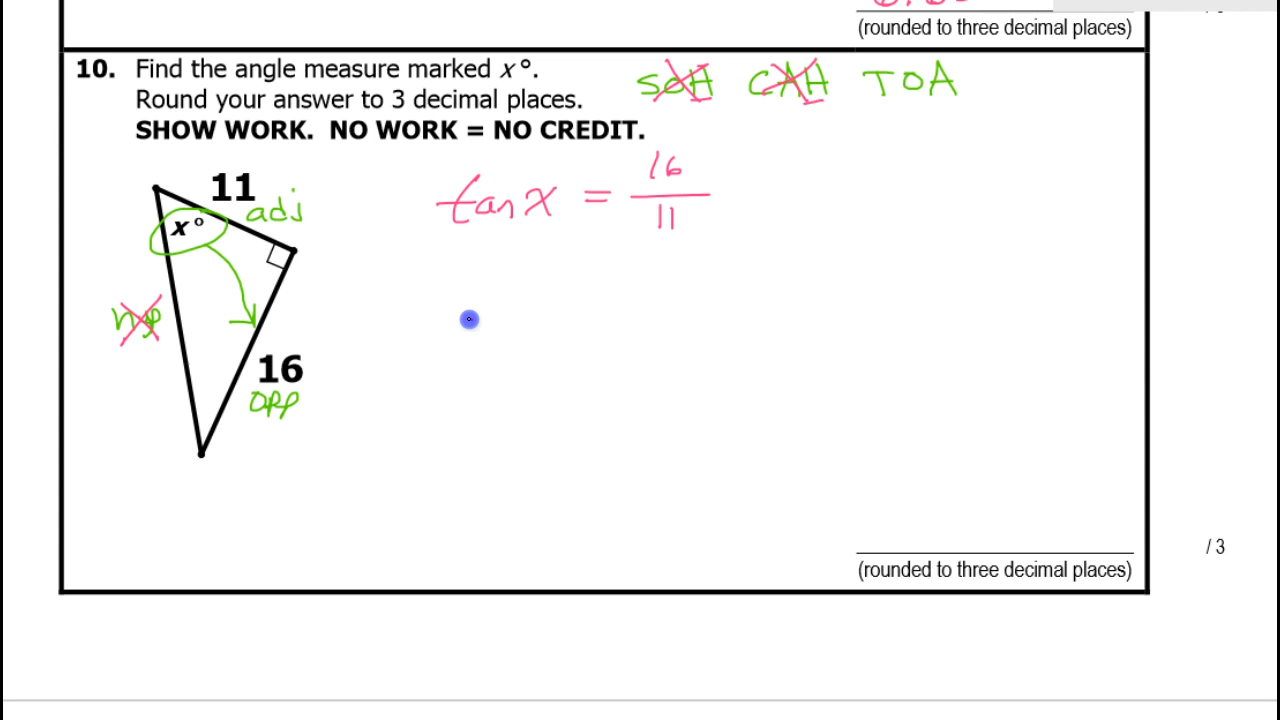 (rounded to three decimal places)
10. Find the angle measure marked x°. SOH CAH TOA
Round your answer to 3 decimal places.
SHOW WORK. NO WORK = NO CREDIT.
11
adj
x°
hyp
16
opp
tan x = 16/11
/ 3
(rounded to three decimal places)